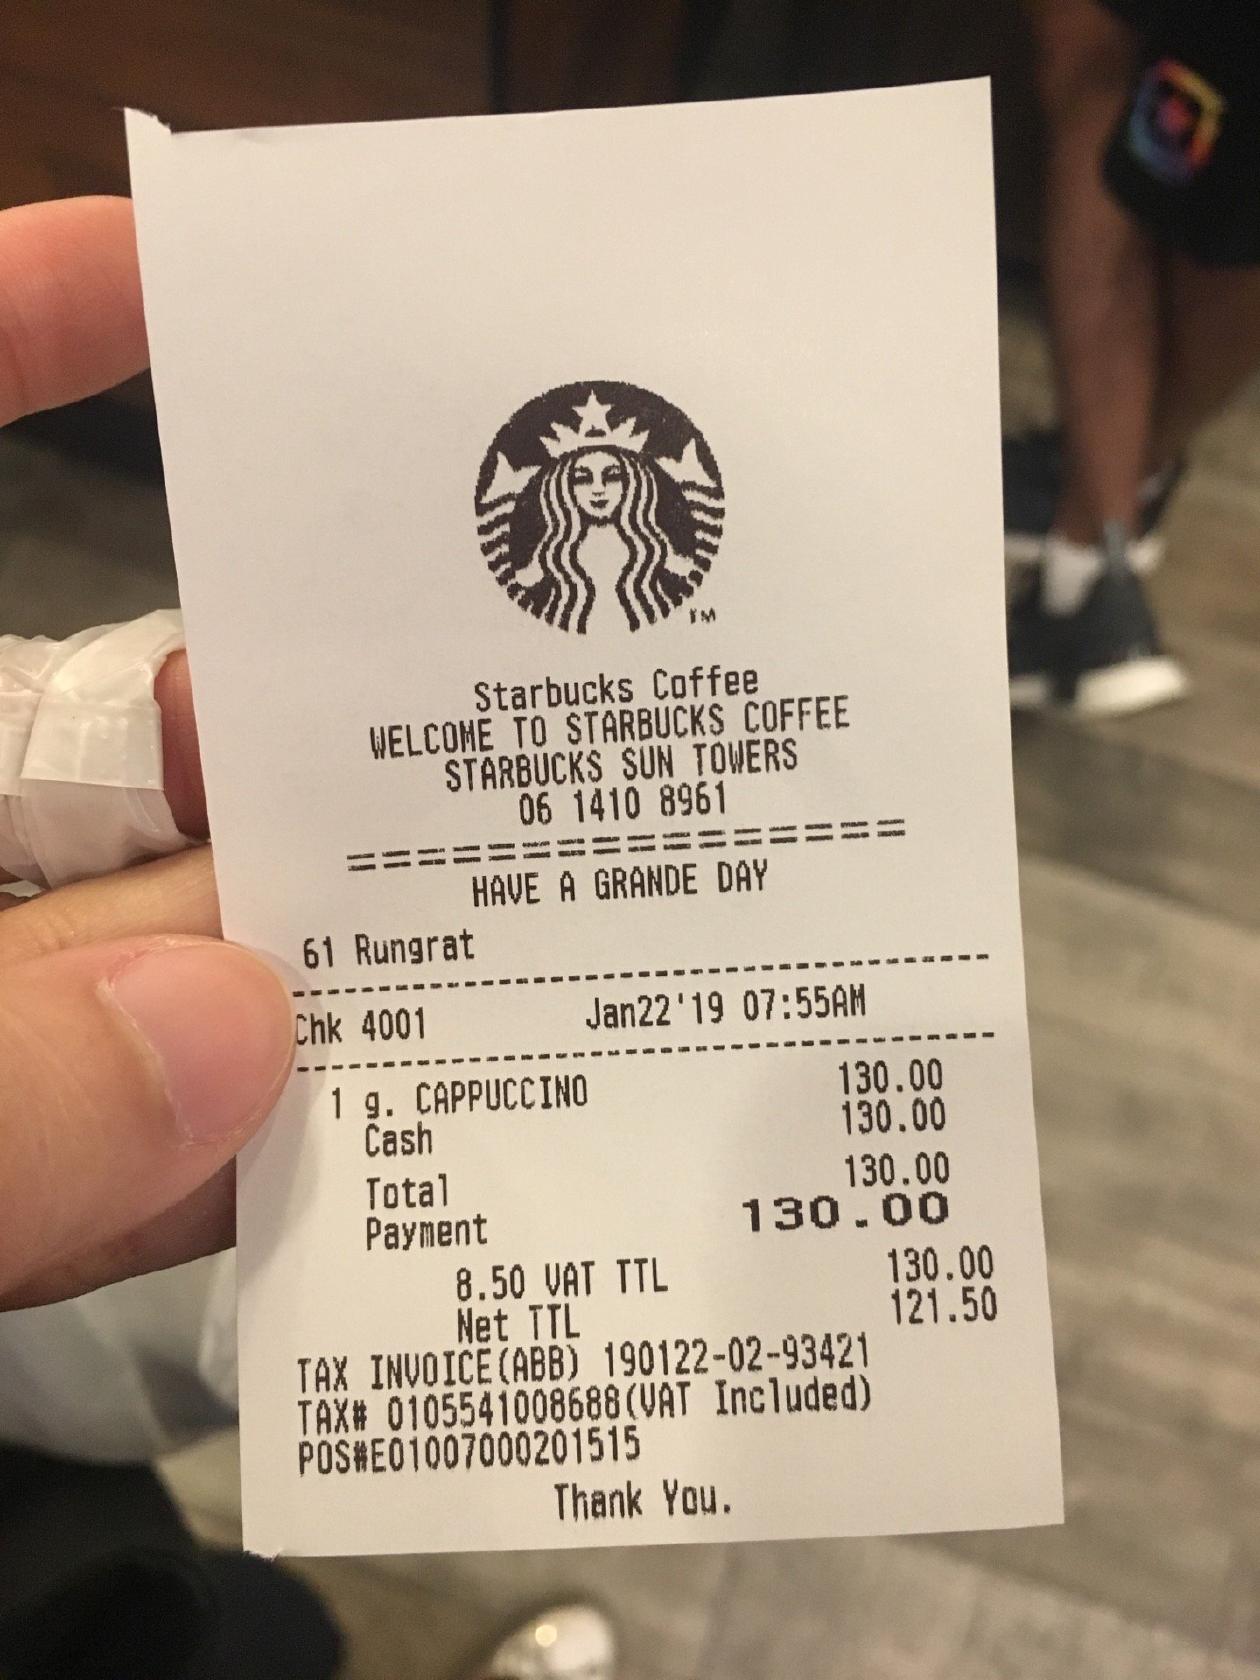 TM
Starbucks Coffee
WELCOME TO STARBUCKS COFFEE
STARBUCKS SUN TOWERS
06 1410 8961
================
HAVE A GRANDE DAY
61 Rungrat
Chk 4001 Jan22'19 07:55AM
1 g. CAPPUCCINO 130.00
Cash 130.00
Total 130.00
Payment 130.00
8.50 VAT TTL 130.00
Net TTL 121.50
TAX INVOICE(ABB) 190122-02-93421
TAX# 0105541008688(VAT Included)
POS#E01007000201515
Thank You.